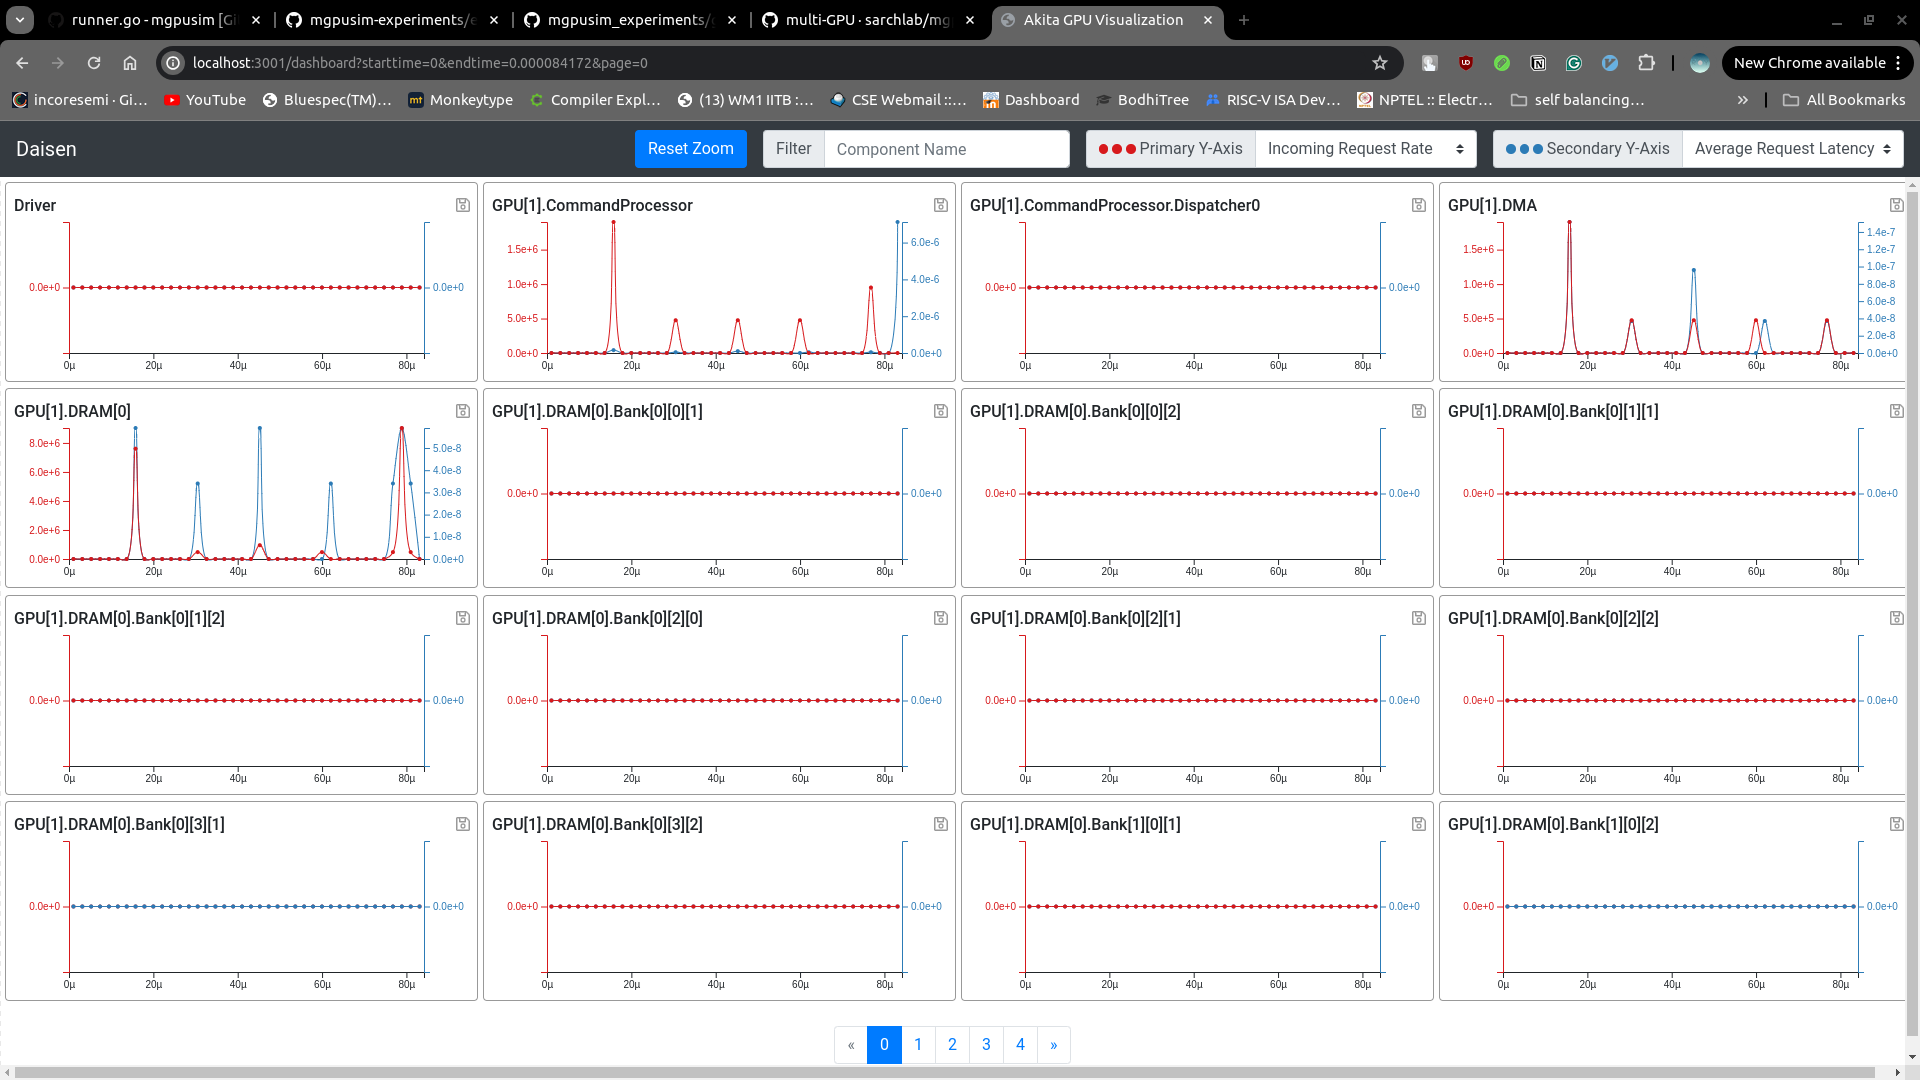 runner.go - mgpusim [Gi
mgpusim-experiments/e
mgpusim_experiments/g
multi-GPU · sarchlab/mg
Akita GPU Visualization
localhost:3001/dashboard?starttime=0&endtime=0.000084172&page=0
New Chrome available
incoresemi · Gi…
YouTube
Bluespec(TM)…
Monkeytype
Compiler Expl…
(13) WM1 IITB :…
CSE Webmail ::…
Dashboard
BodhiTree
RISC-V ISA Dev…
NPTEL :: Electr…
self balancing…
»
All Bookmarks
Daisen
Reset Zoom
Filter
Component Name
Primary Y-Axis
Incoming Request Rate
Secondary Y-Axis
Average Request Latency
Driver
0.0e+0
0.0e+0
0µ 20µ 40µ 60µ 80µ
GPU[1].CommandProcessor
1.5e+6
1.0e+6
5.0e+5
0.0e+0
6.0e-6
4.0e-6
2.0e-6
0.0e+0
0µ 20µ 40µ 60µ 80µ
GPU[1].CommandProcessor.Dispatcher0
0.0e+0
0.0e+0
0µ 20µ 40µ 60µ 80µ
GPU[1].DMA
1.5e+6
1.0e+6
5.0e+5
0.0e+0
1.4e-7
1.2e-7
1.0e-7
8.0e-8
6.0e-8
4.0e-8
2.0e-8
0.0e+0
0µ 20µ 40µ 60µ 80µ
GPU[1].DRAM[0]
8.0e+6
6.0e+6
4.0e+6
2.0e+6
0.0e+0
5.0e-8
4.0e-8
3.0e-8
2.0e-8
1.0e-8
0.0e+0
0µ 20µ 40µ 60µ 80µ
GPU[1].DRAM[0].Bank[0][0][1]
0.0e+0
0.0e+0
0µ 20µ 40µ 60µ 80µ
GPU[1].DRAM[0].Bank[0][0][2]
0.0e+0
0.0e+0
0µ 20µ 40µ 60µ 80µ
GPU[1].DRAM[0].Bank[0][1][1]
0.0e+0
0.0e+0
0µ 20µ 40µ 60µ 80µ
GPU[1].DRAM[0].Bank[0][1][2]
0.0e+0
0.0e+0
0µ 20µ 40µ 60µ 80µ
GPU[1].DRAM[0].Bank[0][2][0]
0.0e+0
0.0e+0
0µ 20µ 40µ 60µ 80µ
GPU[1].DRAM[0].Bank[0][2][1]
0.0e+0
0.0e+0
0µ 20µ 40µ 60µ 80µ
GPU[1].DRAM[0].Bank[0][2][2]
0.0e+0
0.0e+0
0µ 20µ 40µ 60µ 80µ
GPU[1].DRAM[0].Bank[0][3][1]
0.0e+0
0.0e+0
0µ 20µ 40µ 60µ 80µ
GPU[1].DRAM[0].Bank[0][3][2]
0.0e+0
0.0e+0
0µ 20µ 40µ 60µ 80µ
GPU[1].DRAM[0].Bank[1][0][1]
0.0e+0
0.0e+0
0µ 20µ 40µ 60µ 80µ
GPU[1].DRAM[0].Bank[1][0][2]
0.0e+0
0.0e+0
0µ 20µ 40µ 60µ 80µ
« 0 1 2 3 4 »